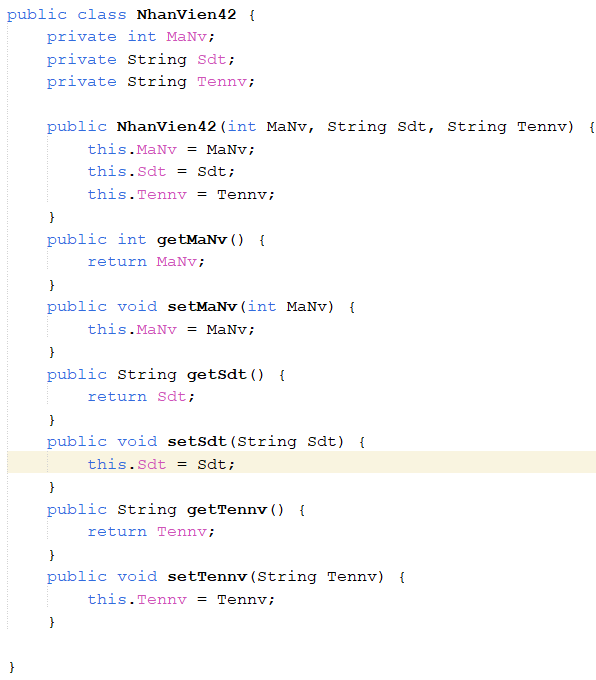 public class NhanVien42 {
    private int MaNv;
    private String Sdt;
    private String Tennv;

    public NhanVien42(int MaNv, String Sdt, String Tennv) {
        this.MaNv = MaNv;
        this.Sdt = Sdt;
        this.Tennv = Tennv;
    }
    public int getMaNv() {
        return MaNv;
    }
    public void setMaNv(int MaNv) {
        this.MaNv = MaNv;
    }
    public String getSdt() {
        return Sdt;
    }
    public void setSdt(String Sdt) {
        this.Sdt = Sdt;
    }
    public String getTennv() {
        return Tennv;
    }
    public void setTennv(String Tennv) {
        this.Tennv = Tennv;
    }

}